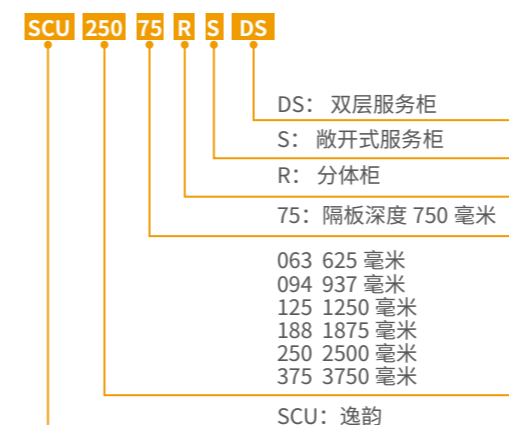 SCU 250 75 R S DS
DS： 双层服务柜
S： 敞开式服务柜
R： 分体柜
75：隔板深度 750 毫米
063 625 毫米
094 937 毫米
125 1250 毫米
188 1875 毫米
250 2500 毫米
375 3750 毫米
SCU：逸韵